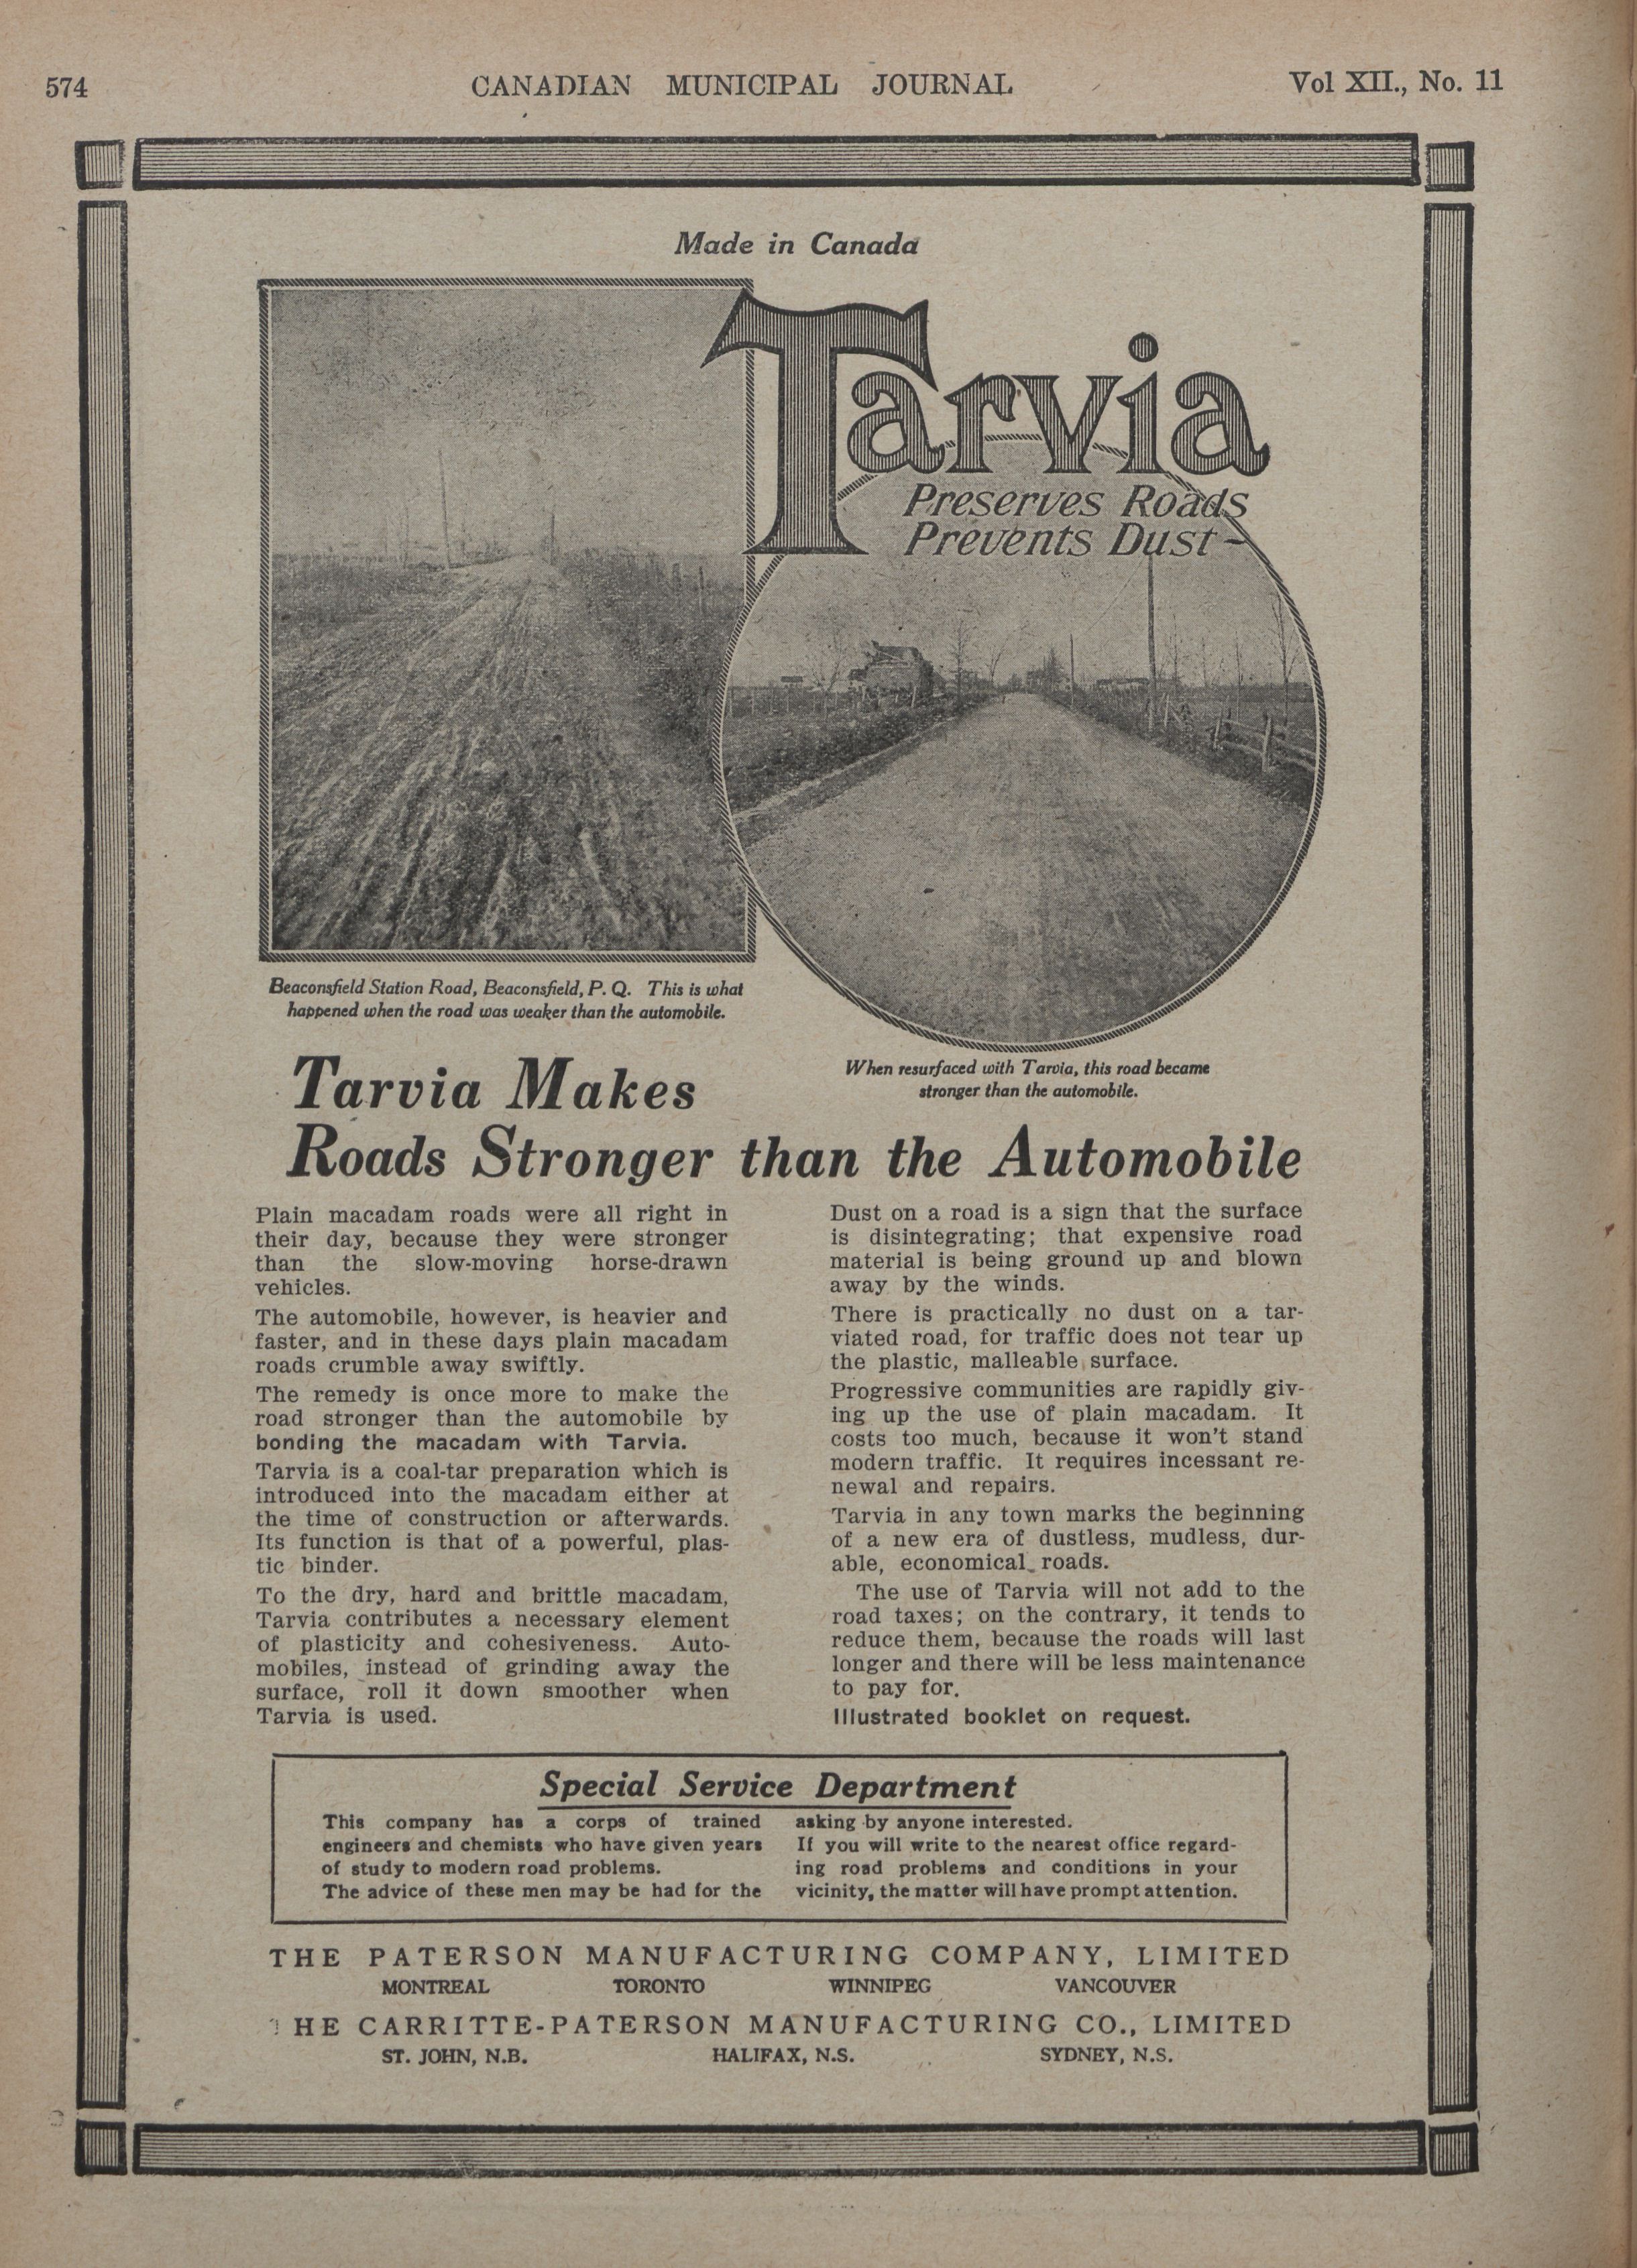 574
CANADIAN MUNICIPAL JOURNAL
Vol XII., No. 11
Made in Canada
Tarvia
Preserves Roads
Prevents Dust-
Beaconsfield Station Road, Beaconsfield, P. Q. This is what
happened when the road was weaker than the automobile.
When resurfaced with Tarvia, this road became
stronger than the automobile.
Tarvia Makes
Roads Stronger than the Automobile
Plain macadam roads were all right in
their day, because they were stronger
than the slow-moving horse-drawn
vehicles.
The automobile, however, is heavier and
faster, and in these days plain macadam
roads crumble away swiftly.
The remedy is once more to make the
road stronger than the automobile by
bonding the macadam with Tarvia.
Tarvia is a coal-tar preparation which is
introduced into the macadam either at
the time of construction or afterwards.
Its function is that of a powerful, plas-
tic binder.
To the dry, hard and brittle macadam,
Tarvia contributes a necessary element
of plasticity and cohesiveness. Auto-
mobiles, instead of grinding away the
surface, roll it down smoother when
Tarvia is used.
Dust on a road is a sign that the surface
is disintegrating; that expensive road
material is being ground up and blown
away by the winds.
There is practically no dust on a tar-
viated road, for traffic does not tear up
the plastic, malleable surface.
Progressive communities are rapidly giv-
ing up the use of plain macadam. It
costs too much, because it won't stand
modern traffic. It requires incessant re-
newal and repairs.
Tarvia in any town marks the beginning
of a new era of dustless, mudless, dur-
able, economical roads.
The use of Tarvia will not add to the
road taxes; on the contrary, it tends to
reduce them, because the roads will last
longer and there will be less maintenance
to pay for.
Illustrated booklet on request.
Special Service Department
This company has a corps of trained
engineers and chemists who have given years
of study to modern road problems.
The advice of these men may be had for the
asking by anyone interested.
If you will write to the nearest office regard-
ing road problems and conditions in your
vicinity, the matter will have prompt attention.
THE PATERSON MANUFACTURING COMPANY, LIMITED
MONTREAL TORONTO WINNIPEG VANCOUVER
THE CARRITTE-PATERSON MANUFACTURING CO., LIMITED
ST. JOHN, N.B. HALIFAX, N.S. SYDNEY, N.S.